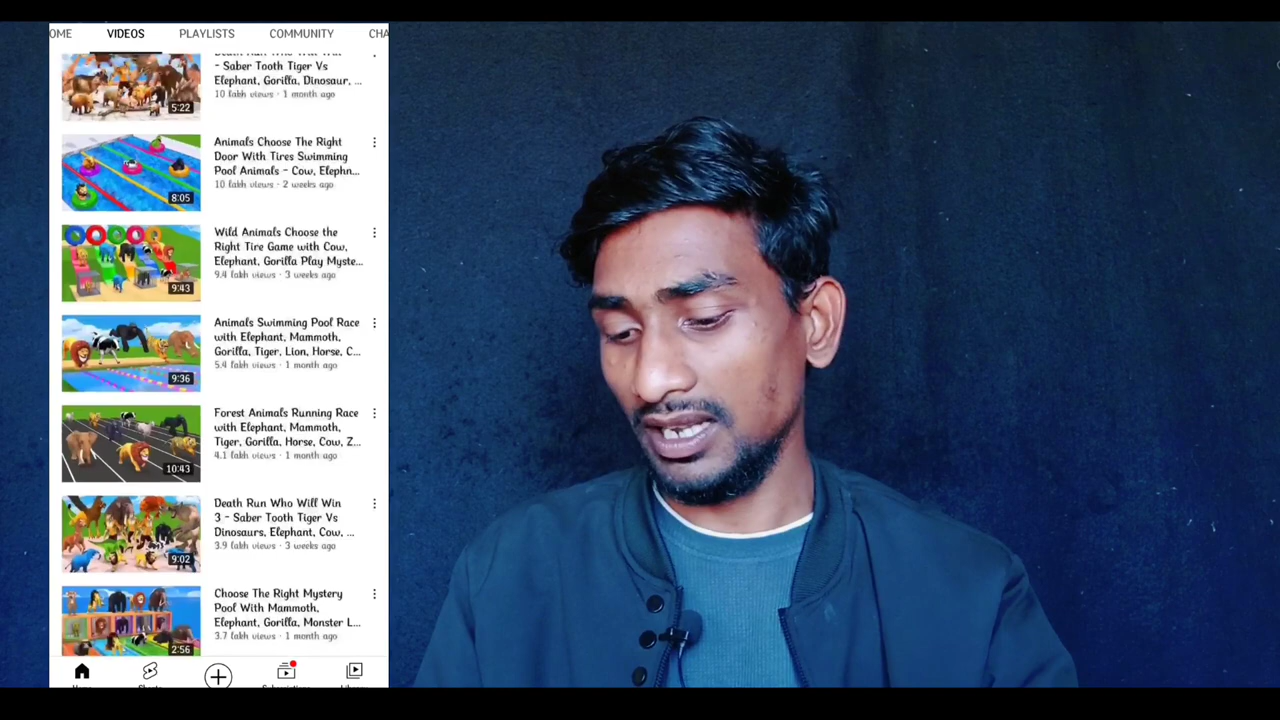 OME VIDEOS PLAYLISTS COMMUNITY CHA
- Saber Tooth Tiger Vs
Elephant, Gorilla, Dinosaur, ...
10 lakh views · 1 month ago
5:22
Animals Choose The Right
Door With Tires Swimming
Pool Animals - Cow, Elephn...
10 lakh views · 2 weeks ago
8:05
Wild Animals Choose the
Right Tire Game with Cow,
Elephant, Gorilla Play Myste...
9.4 lakh views · 3 weeks ago
9:43
Animals Swimming Pool Race
with Elephant, Mammoth,
Gorilla, Tiger, Lion, Horse, C...
5.4 lakh views · 1 month ago
9:36
Forest Animals Running Race
with Elephant, Mammoth,
Tiger, Gorilla, Horse, Cow, Z...
4.1 lakh views · 1 month ago
10:43
Death Run Who Will Win
3 - Saber Tooth Tiger Vs
Dinosaurs, Elephant, Cow, ...
3.9 lakh views · 3 weeks ago
9:02
Choose The Right Mystery
Pool With Mammoth,
Elephant, Gorilla, Monster L...
3.7 lakh views · 1 month ago
2:56